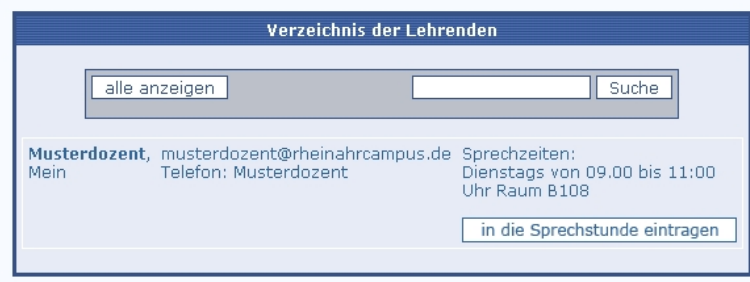 Verzeichnis der Lehrenden
alle anzeigen
Suche
Musterdozent,
Mein
musterdozent@rheinahrcampus.de
Telefon: Musterdozent
Sprechzeiten:
Dienstags von 09.00 bis 11:00
Uhr Raum B108
in die Sprechstunde eintragen